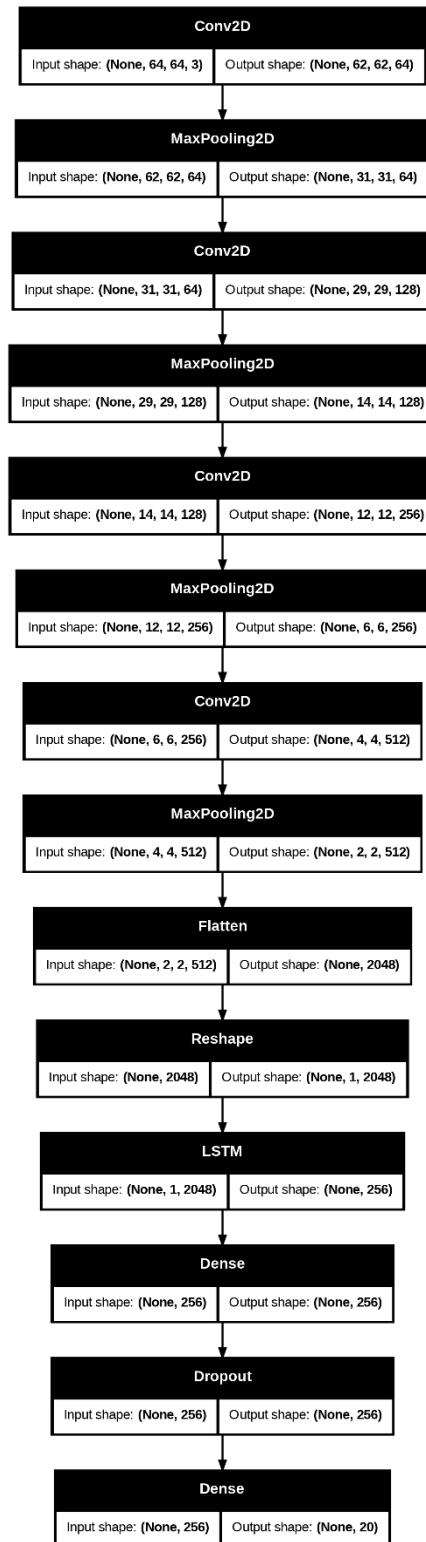 Conv2D
Input shape: (None, 64, 64, 3) Output shape: (None, 62, 62, 64)
MaxPooling2D
Input shape: (None, 62, 62, 64) Output shape: (None, 31, 31, 64)
Conv2D
Input shape: (None, 31, 31, 64) Output shape: (None, 29, 29, 128)
MaxPooling2D
Input shape: (None, 29, 29, 128) Output shape: (None, 14, 14, 128)
Conv2D
Input shape: (None, 14, 14, 128) Output shape: (None, 12, 12, 256)
MaxPooling2D
Input shape: (None, 12, 12, 256) Output shape: (None, 6, 6, 256)
Conv2D
Input shape: (None, 6, 6, 256) Output shape: (None, 4, 4, 512)
MaxPooling2D
Input shape: (None, 4, 4, 512) Output shape: (None, 2, 2, 512)
Flatten
Input shape: (None, 2, 2, 512) Output shape: (None, 2048)
Reshape
Input shape: (None, 2048) Output shape: (None, 1, 2048)
LSTM
Input shape: (None, 1, 2048) Output shape: (None, 256)
Dense
Input shape: (None, 256) Output shape: (None, 256)
Dropout
Input shape: (None, 256) Output shape: (None, 256)
Dense
Input shape: (None, 256) Output shape: (None, 20)